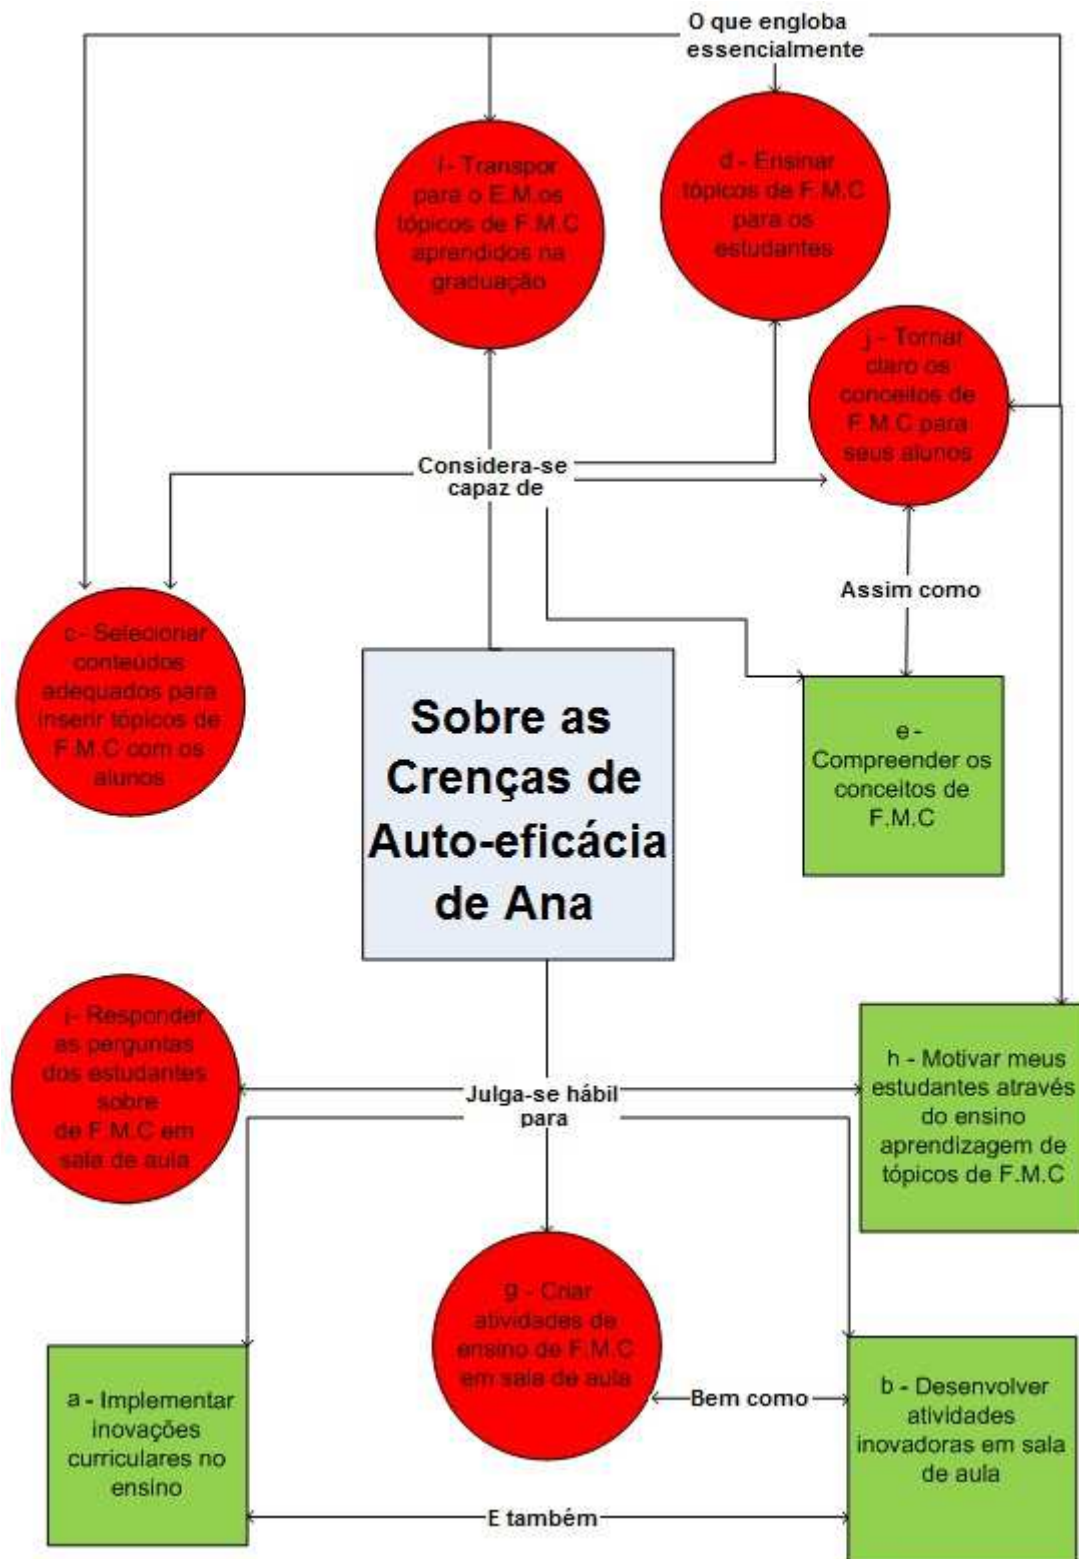 O que engloba
essencialmente
f - Transpor
para o E.M.os
tópicos de F.M.C
aprendidos na
graduação
d - Ensinar
tópicos de F.M.C
para os
estudantes
j - Tornar
claro os
conceitos de
F.M.C para
seus alunos
Considera-se
capaz de
Assim como
c - Selecionar
conteúdos
adequados para
inserir tópicos de
F.M.C com os
alunos
Sobre as
Crenças de
Auto-eficácia
de Ana
e -
Compreender os
conceitos de
F.M.C
i - Responder
as perguntas
dos estudantes
sobre
de F.M.C em
sala de aula
Julga-se hábil
para
h - Motivar meus
estudantes através
do ensino
aprendizagem de
tópicos de F.M.C
g - Criar
atividades de
ensino de F.M.C
em sala de aula
a - Implementar
inovações
curriculares no
ensino
Bem como
b - Desenvolver
atividades
inovadoras em sala
de aula
E também